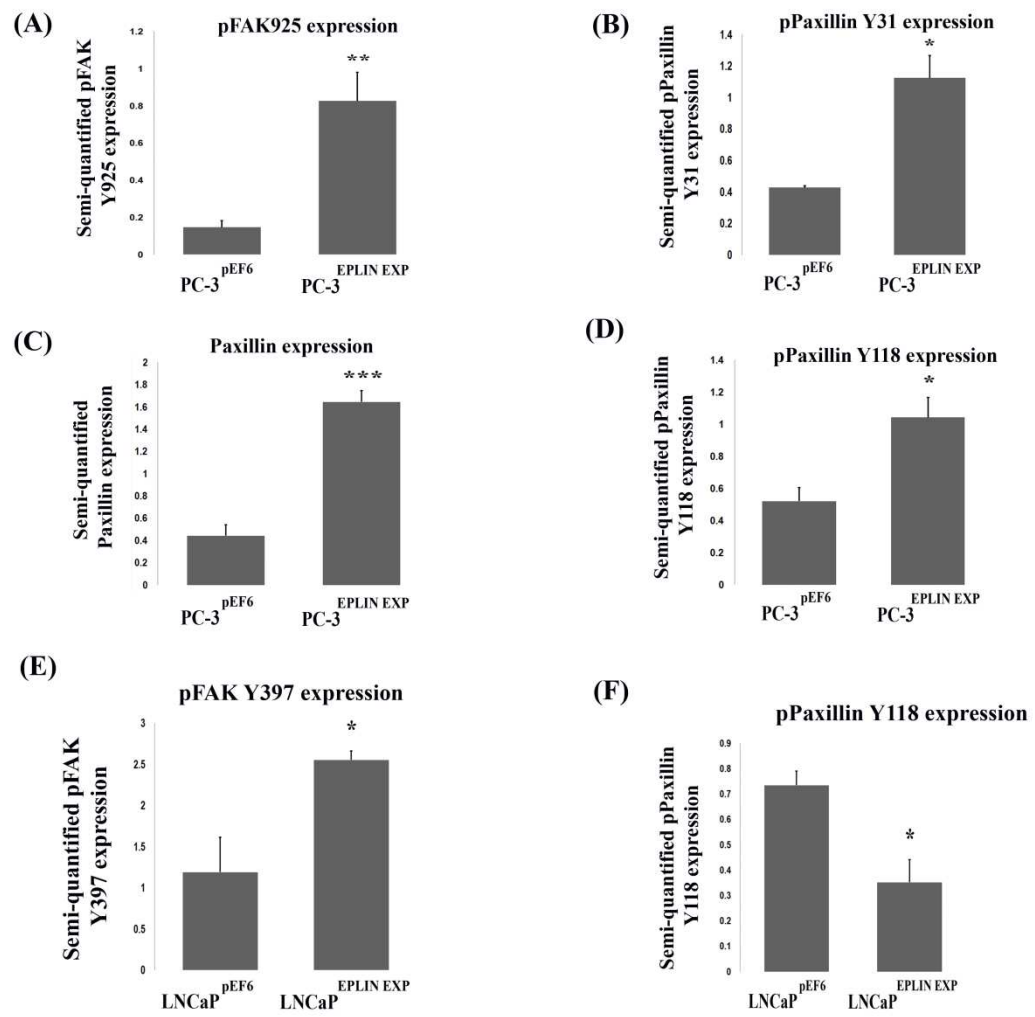 (A)
pFAK925 expression
Semi-quantified pFAK
Y925 expression
1.2
1
0.8
0.6
0.4
0.2
0
**
PC-3pEF6
PC-3EPLIN EXP
(B)
pPaxillin Y31 expression
Semi-quantified pPaxillin
Y31 expression
1.4
1.2
1
0.8
0.6
0.4
0.2
0
*
PC-3pEF6
PC-3EPLIN EXP
(C)
Paxillin expression
Semi-quantified
Paxillin expression
2
1.8
1.6
1.4
1.2
1
0.8
0.6
0.4
0.2
0
***
PC-3pEF6
PC-3EPLIN EXP
(D)
pPaxillin Y118 expression
Semi-quantified pPaxillin
Y118 expression
1.4
1.2
1
0.8
0.6
0.4
0.2
0
*
PC-3pEF6
PC-3EPLIN EXP
(E)
pFAK Y397 expression
Semi-quantified pFAK
Y397 expression
3
2.5
2
1.5
1
0.5
0
*
LNCaPpEF6
LNCaPEPLIN EXP
(F)
pPaxillin Y118 expression
Semi-quantified pPaxillin
Y118 expression
0.9
0.8
0.7
0.6
0.5
0.4
0.3
0.2
0.1
0
*
LNCaPpEF6
LNCaPEPLIN EXP